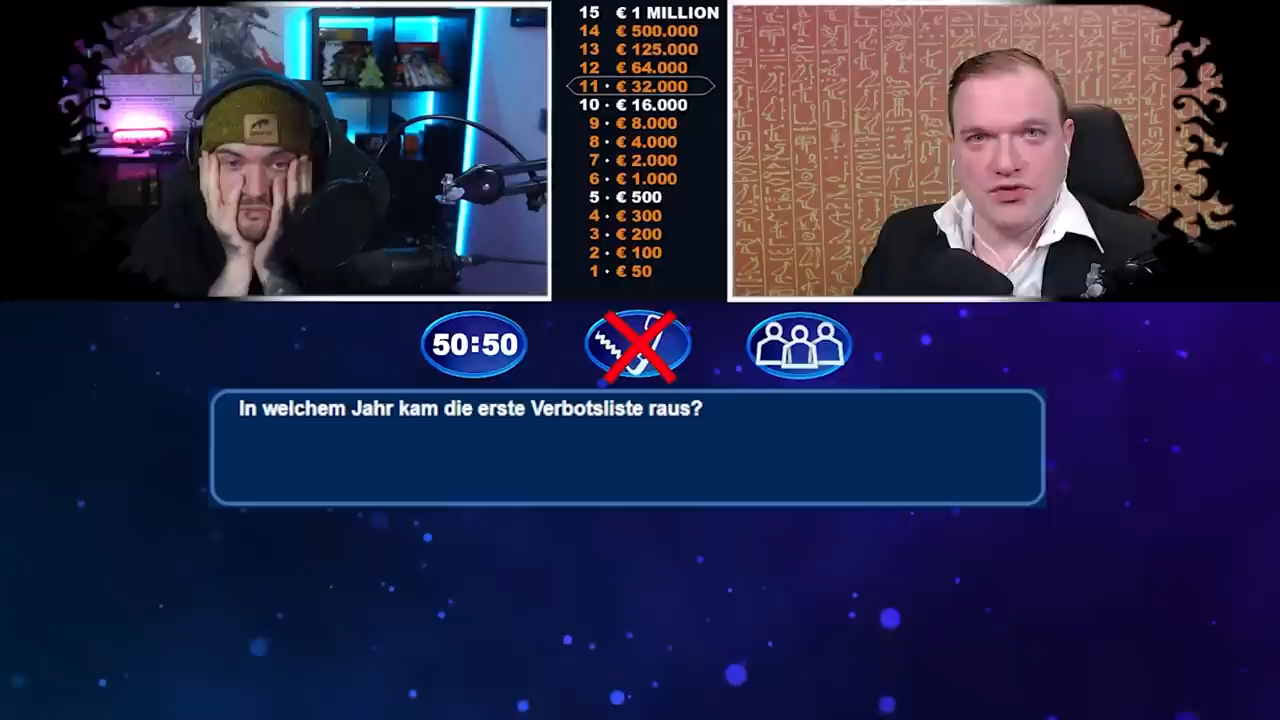 15 € 1 MILLION
14 € 500.000
13 € 125.000
12 € 64.000
11 · € 32.000
10 · € 16.000
9 · € 8.000
8 · € 4.000
7 · € 2.000
6 · € 1.000
5 · € 500
4 · € 300
3 · € 200
2 · € 100
1 · € 50
50:50
In welchem Jahr kam die erste Verbotsliste raus?